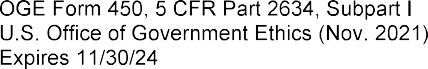 OGE Form 450, 5 CFR Part 2634, Subpart I
U.S. Office of Government Ethics (Nov. 2021)
Expires 11/30/24